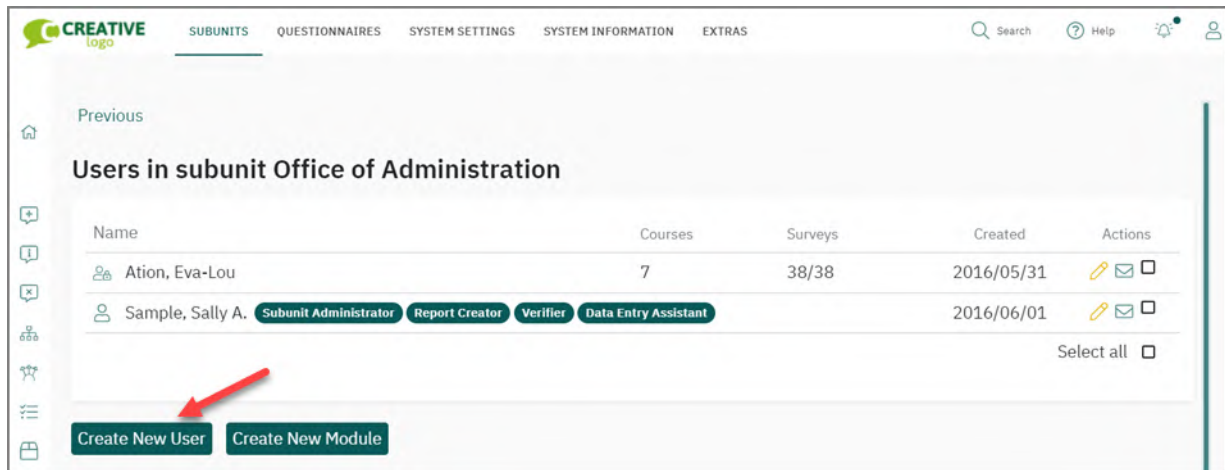 CREATIVE
logo
SUBUNITS QUESTIONNAIRES SYSTEM SETTINGS SYSTEM INFORMATION EXTRAS Search Help
Previous
Users in subunit Office of Administration
Name Courses Surveys Created Actions
Ation, Eva-Lou 7 38/38 2016/05/31
Sample, Sally A. Subunit Administrator Report Creator Verifier Data Entry Assistant 2016/06/01
Select all
Create New User Create New Module